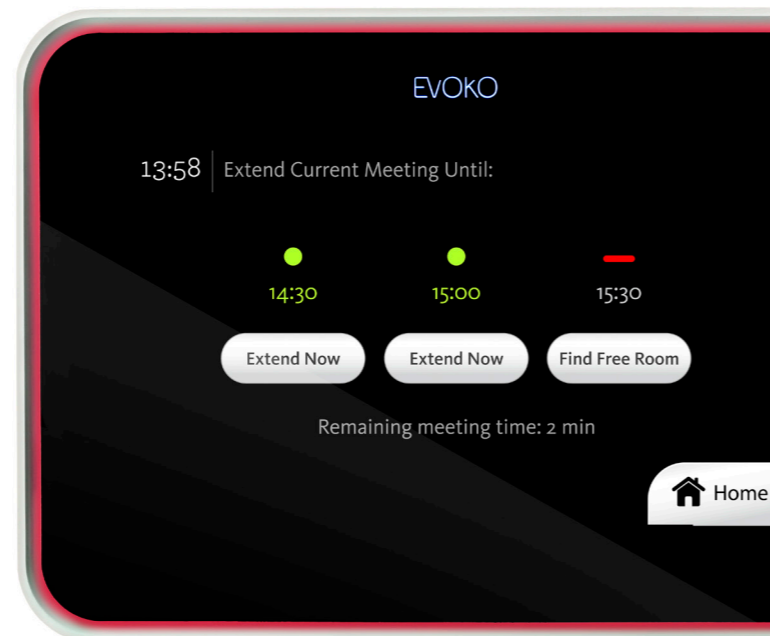 EVOKO
13:58 Extend Current Meeting Until:
14:30 15:00 15:30
Extend Now Extend Now Find Free Room
Remaining meeting time: 2 min
Home